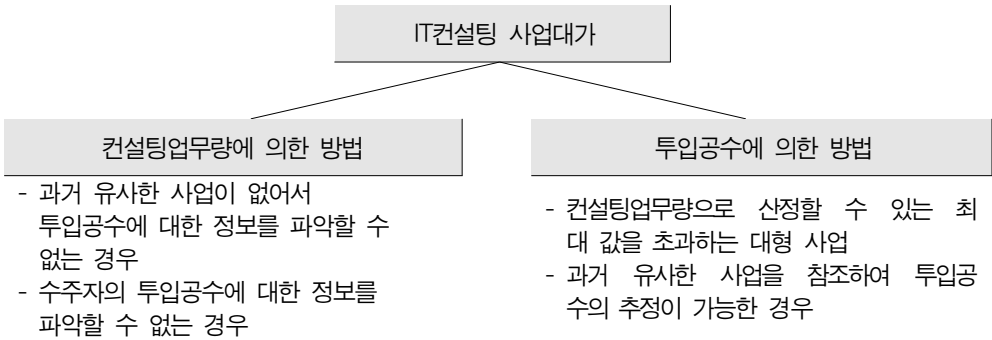 IT컨설팅 사업대가
컨설팅업무량에 의한 방법
- 과거 유사한 사업이 없어서
투입공수에 대한 정보를 파악할 수
없는 경우
- 수주자의 투입공수에 대한 정보를
파악할 수 없는 경우
투입공수에 의한 방법
- 컨설팅업무량으로 산정할 수 있는 최
대 값을 초과하는 대형 사업
- 과거 유사한 사업을 참조하여 투입공
수의 추정이 가능한 경우